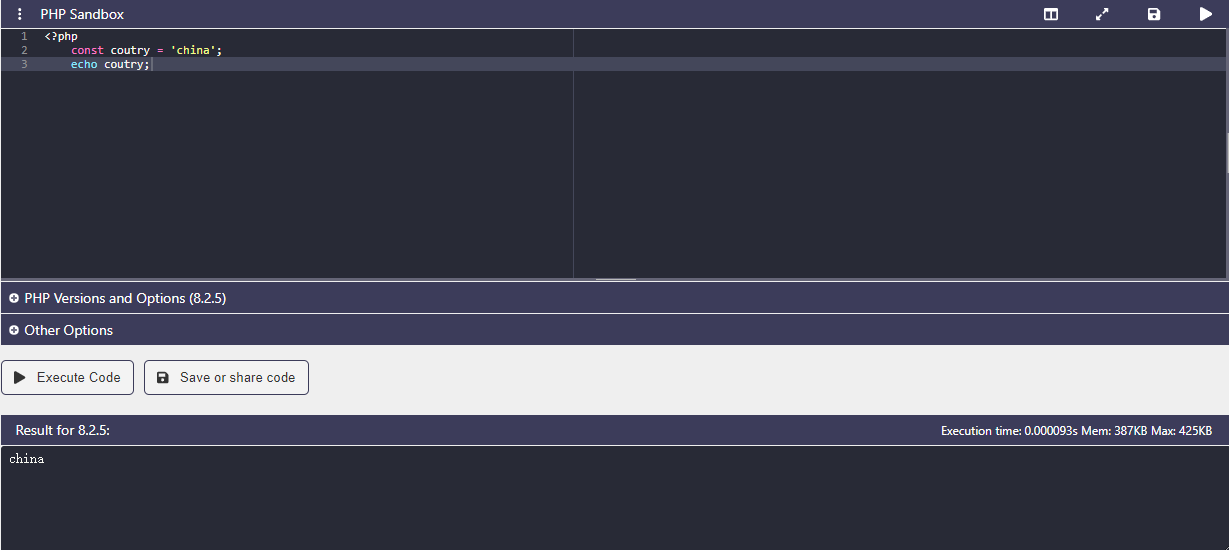 PHP Sandbox
1 <?php
2 const coutry = 'china';
3 echo coutry;
PHP Versions and Options (8.2.5)
Other Options
Execute Code Save or share code
Result for 8.2.5: Execution time: 0.000093s Mem: 387KB Max: 425KB
china